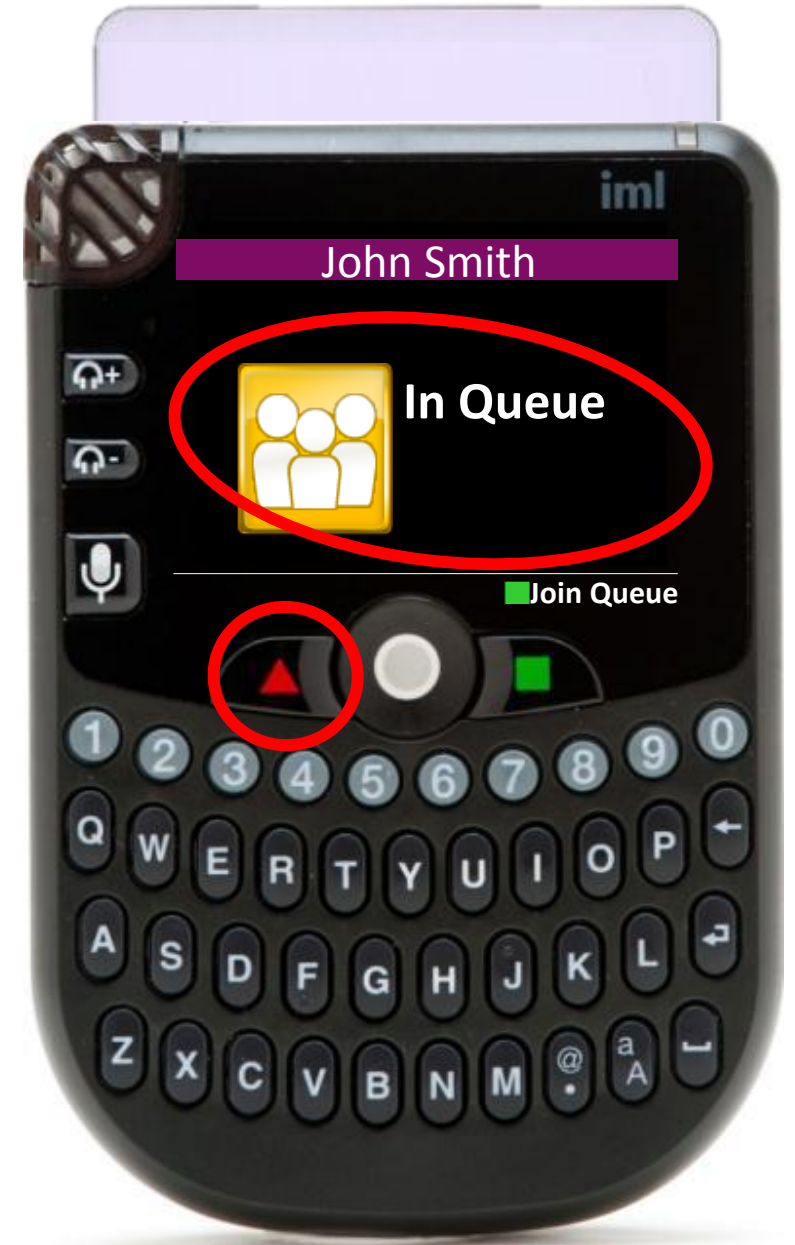 iml
John Smith
+
In Queue
-
Join Queue
1 2 3 4 5 6 7 8 9 0
Q W E R T Y U I O P
A S D F G H J K L
Z X C V B N M @ . a A